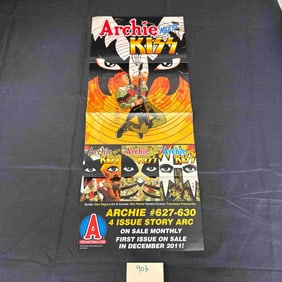 Archie MEETS
KISS
Archie Archie Archie
KISS KISS KISS
ARCHIE #627-630
4 ISSUE STORY ARC
ON SALE MONTHLY
FIRST ISSUE ON SALE
IN DECEMBER 2011!
A
907